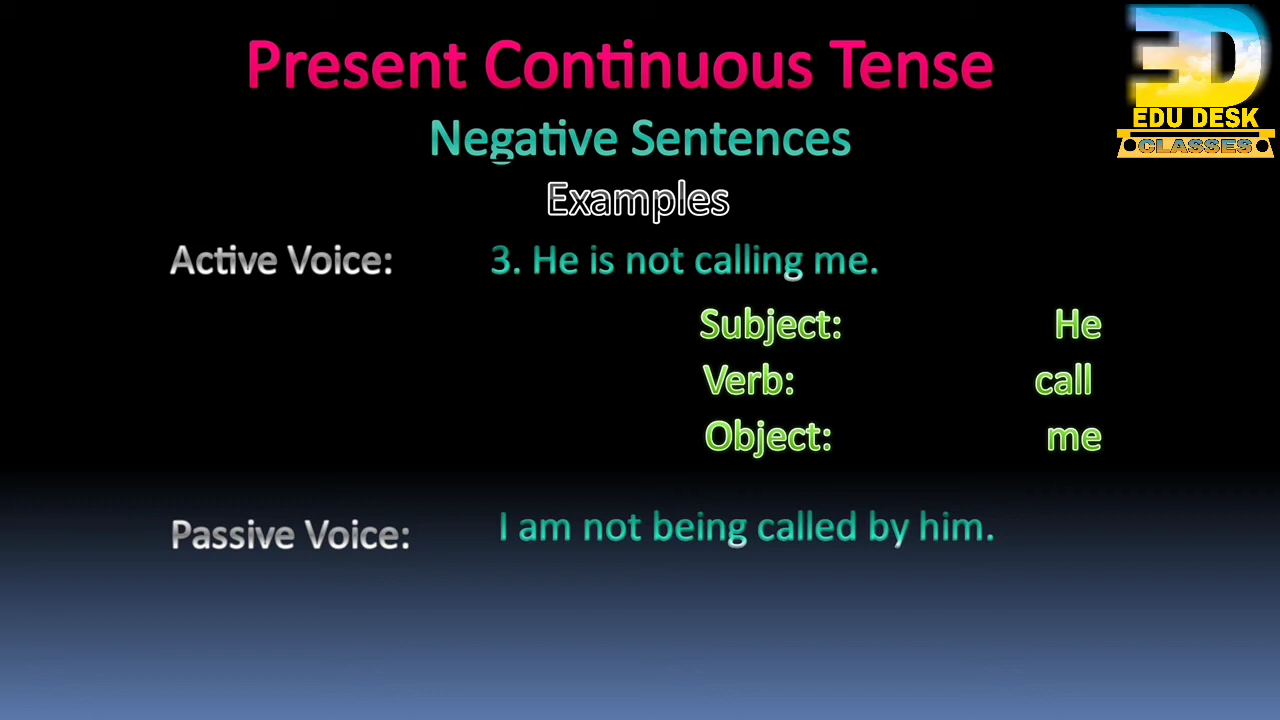 Present Continuous Tense
ED
EDU DESK
CLASSES
Negative Sentences
Examples
Active Voice: 3. He is not calling me.
Subject: He
Verb: call
Object: me
Passive Voice: I am not being called by him.